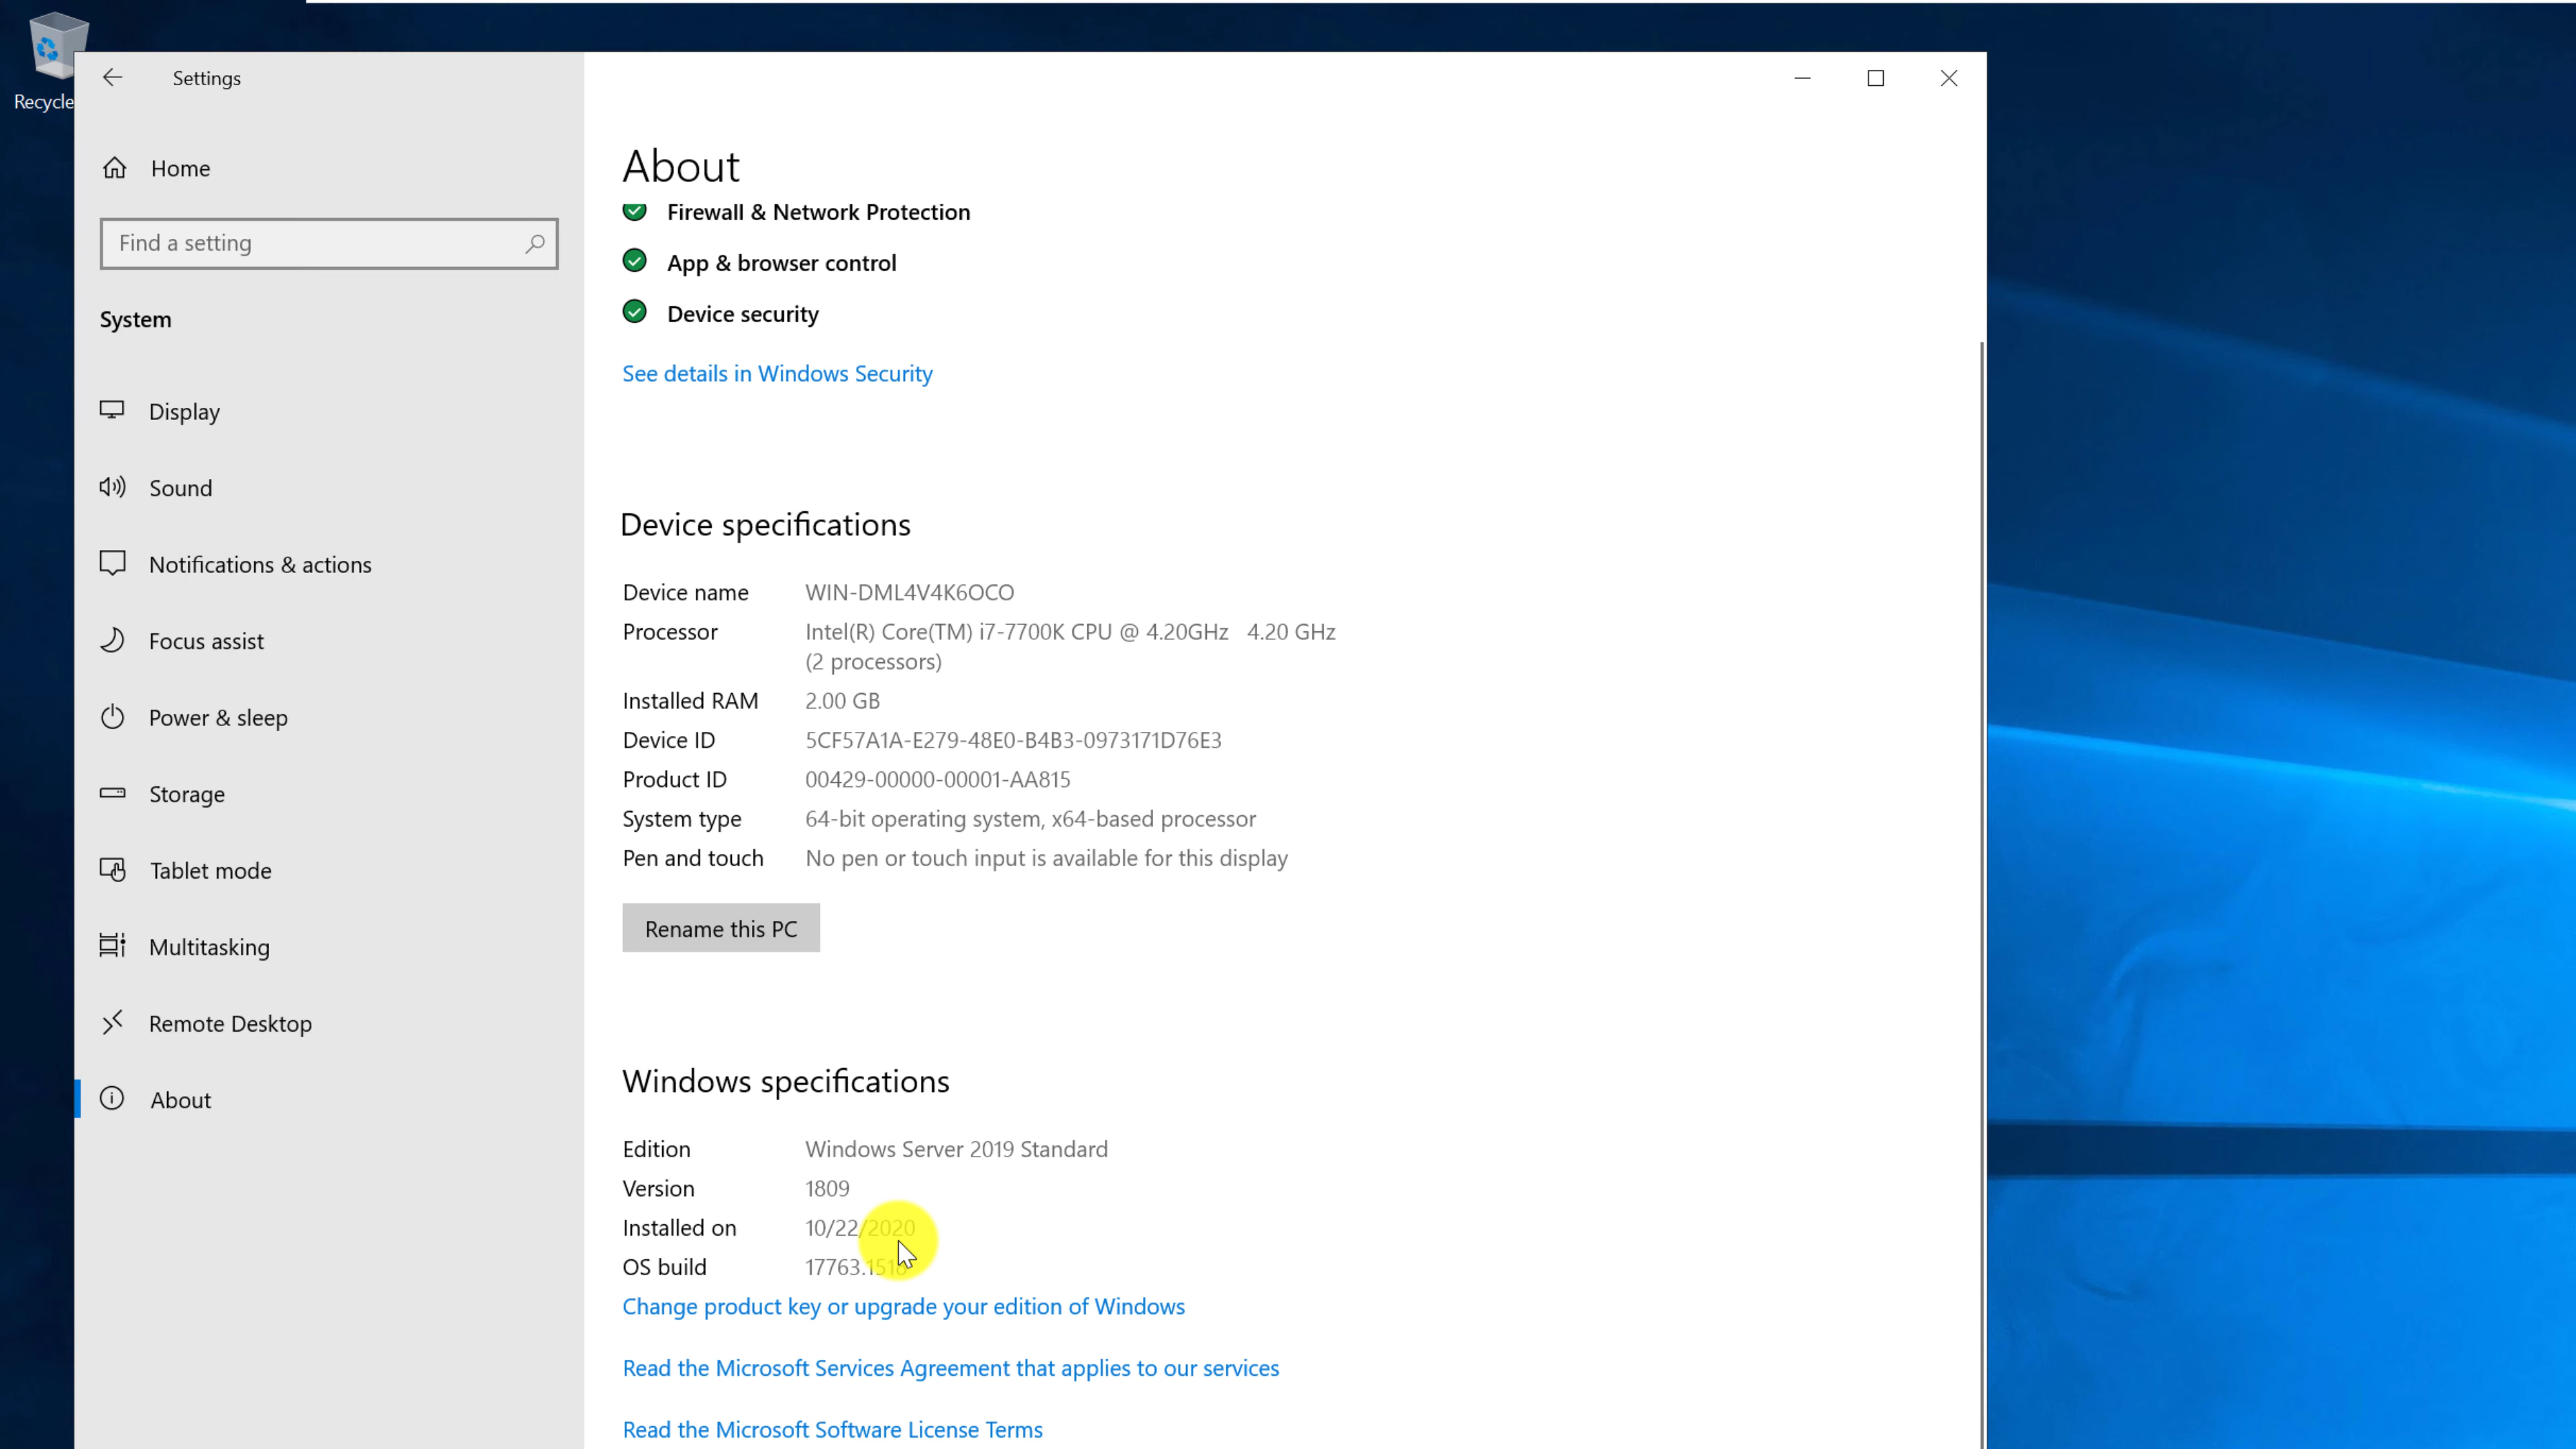 Recycle
Settings
Home
Find a setting
System
Display
Sound
Notifications & actions
Focus assist
Power & sleep
Storage
Tablet mode
Multitasking
Remote Desktop
About
About
Firewall & Network Protection
App & browser control
Device security
See details in Windows Security
Device specifications
Device name WIN-DML4V4K6OCO
Processor Intel(R) Core(TM) i7-7700K CPU @ 4.20GHz 4.20 GHz
(2 processors)
Installed RAM 2.00 GB
Device ID 5CF57A1A-E279-48E0-B4B3-0973171D76E3
Product ID 00429-00000-00001-AA815
System type 64-bit operating system, x64-based processor
Pen and touch No pen or touch input is available for this display
Rename this PC
Windows specifications
Edition Windows Server 2019 Standard
Version 1809
Installed on 10/22/2020
OS build
Change product key or upgrade your edition of Windows
Read the Microsoft Services Agreement that applies to our services
Read the Microsoft Software License Terms